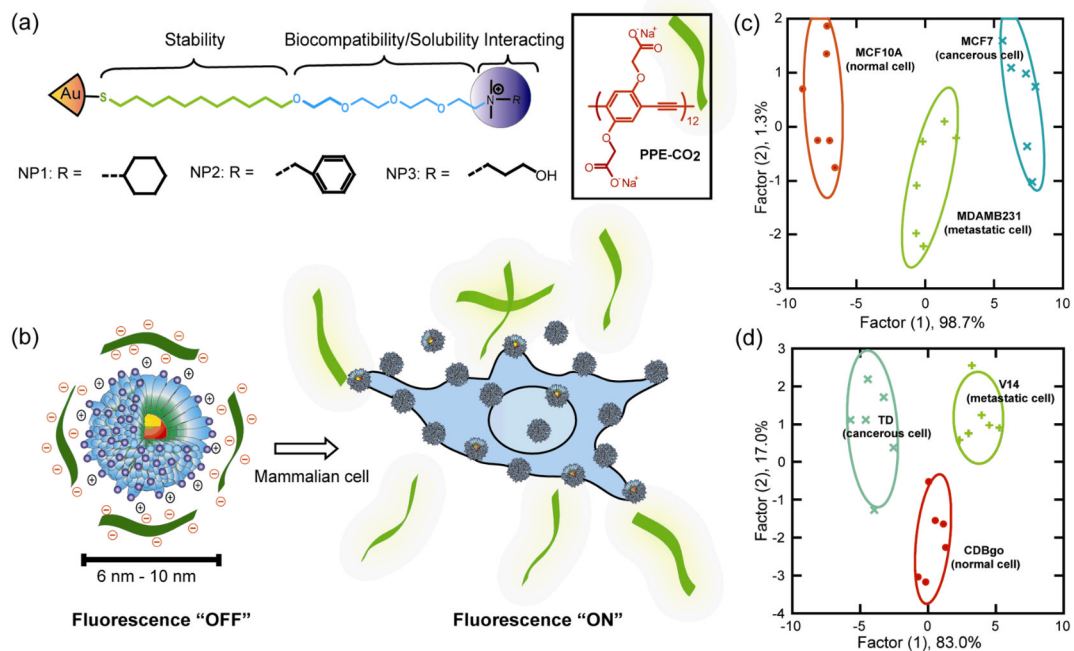 (a)
Stability
Biocompatibility/Solubility
Interacting
Au
S
O
O
O
O
O
N
⊕
R
NP1: R =
NP2: R =
NP3: R =
OH
Na⁺
O⁻
O
O
12
O
O
O⁻
Na⁺
PPE-CO₂
(b)
6 nm - 10 nm
Fluorescence “OFF”
Mammalian cell
Fluorescence “ON”
(c)
Factor (2), 1.3%
2
1
0
-1
-2
-3
MCF10A
(normal cell)
MCF7
(cancerous cell)
MDAMB231
(metastatic cell)
-10 -5 0 5 10
Factor (1), 98.7%
(d)
Factor (2), 17.0%
3
2
1
0
-1
-2
-3
-4
TD
(cancerous cell)
V14
(metastatic cell)
CDBgo
(normal cell)
-10 -5 0 5 10
Factor (1), 83.0%